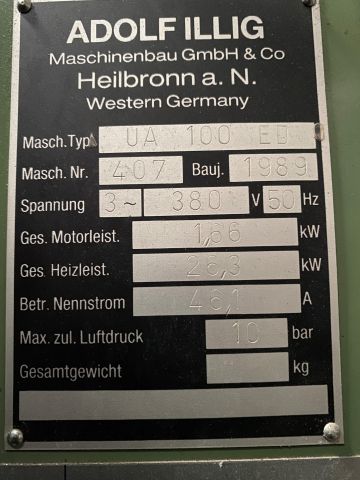 ADOLF ILLIG
Maschinenbau GmbH & Co
Heilbronn a. N.
Western Germany
Masch.Typ UA 100 ED
Masch. Nr. 407 Bauj. 1989
Spannung 3~ 380 V 50 Hz
Ges. Motorleist. 1,66 kW
Ges. Heizleist. 26,3 kW
Betr. Nennstrom 46,1 A
Max. zul. Luftdruck 10 bar
Gesamtgewicht kg